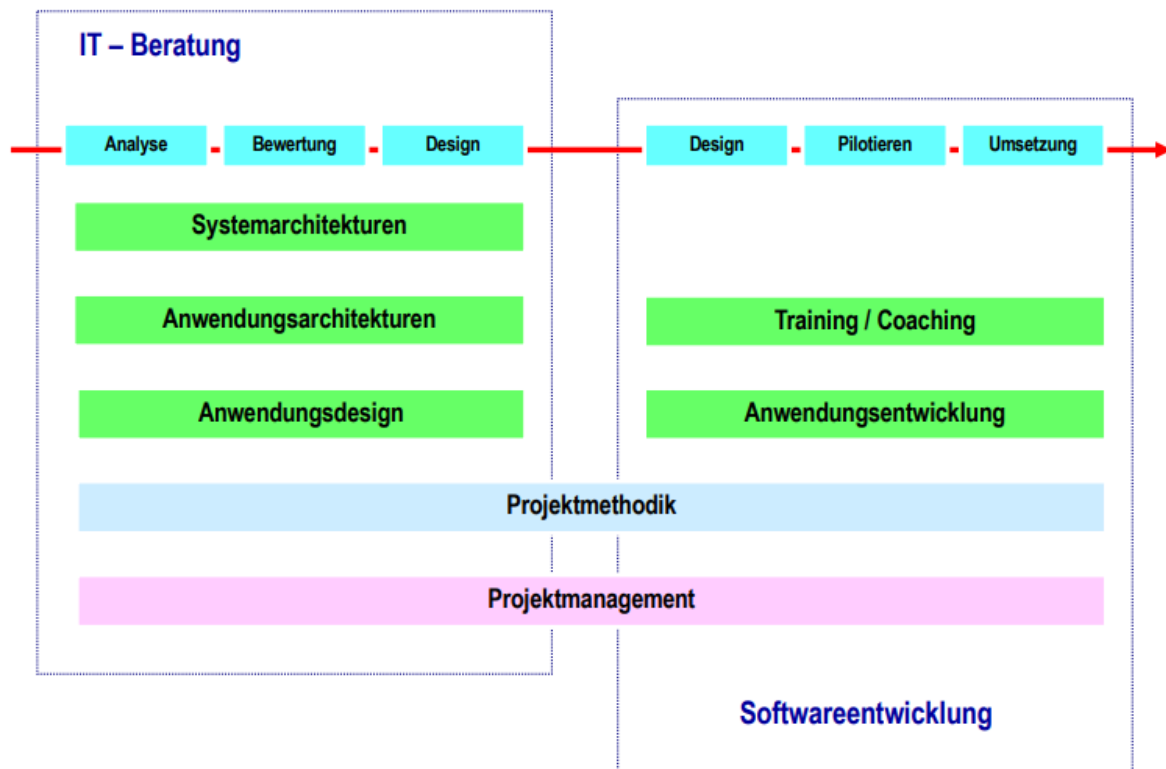 IT – Beratung
Analyse
Bewertung
Design
Design
Pilotieren
Umsetzung
Systemarchitekturen
Anwendungsarchitekturen
Training / Coaching
Anwendungsdesign
Anwendungsentwicklung
Projektmethodik
Projektmanagement
Softwareentwicklung